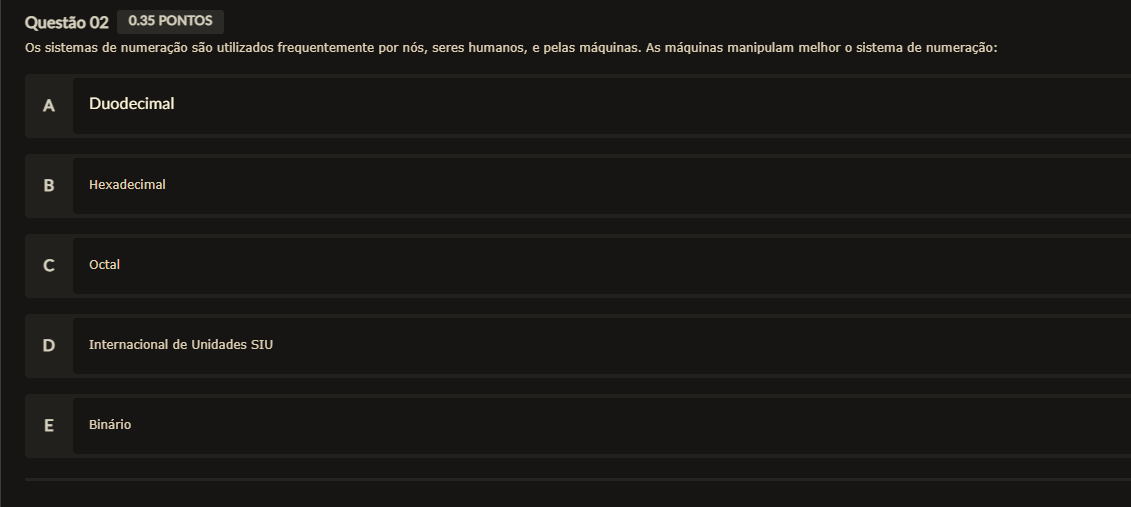 Questão 02 0.35 PONTOS
Os sistemas de numeração são utilizados frequentemente por nós, seres humanos, e pelas máquinas. As máquinas manipulam melhor o sistema de numeração:
A Duodecimal
B Hexadecimal
C Octal
D Internacional de Unidades SIU
E Binário